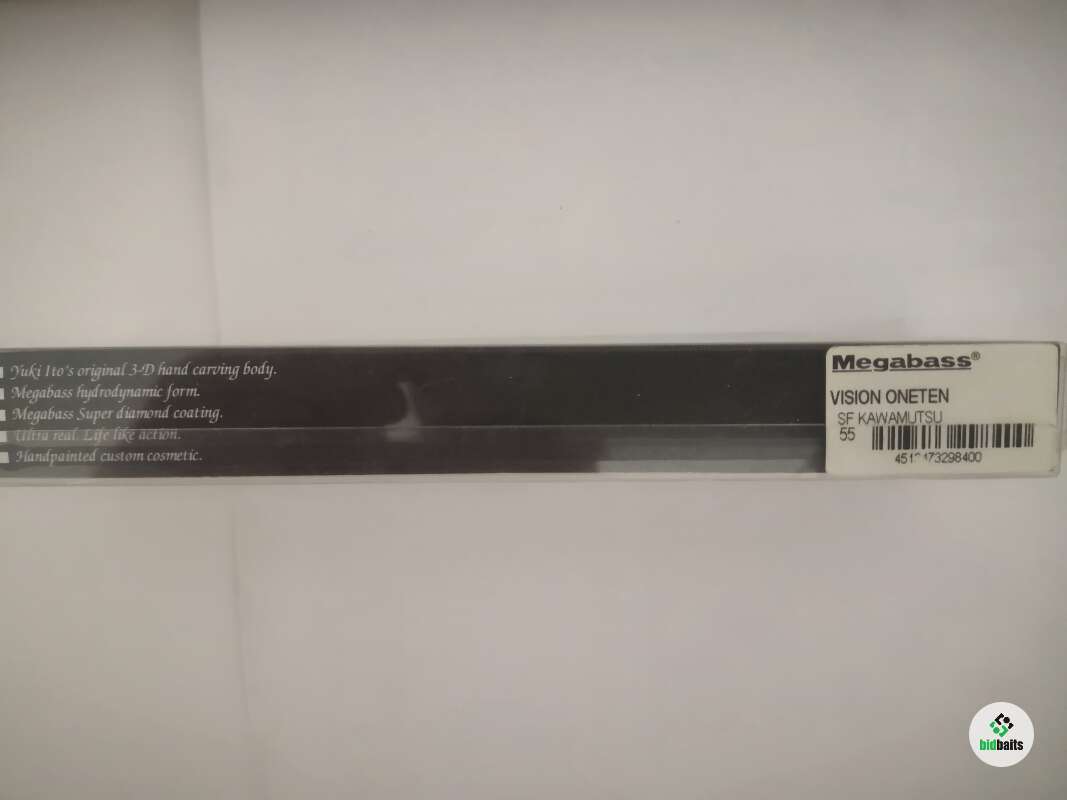 Yuki Ito's original 3-D hand carving body.
Megabass hydrodynamic form.
Megabass Super diamond coating.
Ultra real. Life like action.
Handpainted custom cosmetic.
Megabass®
VISION ONETEN
SF KAWAMUTSU
55
bidbaits